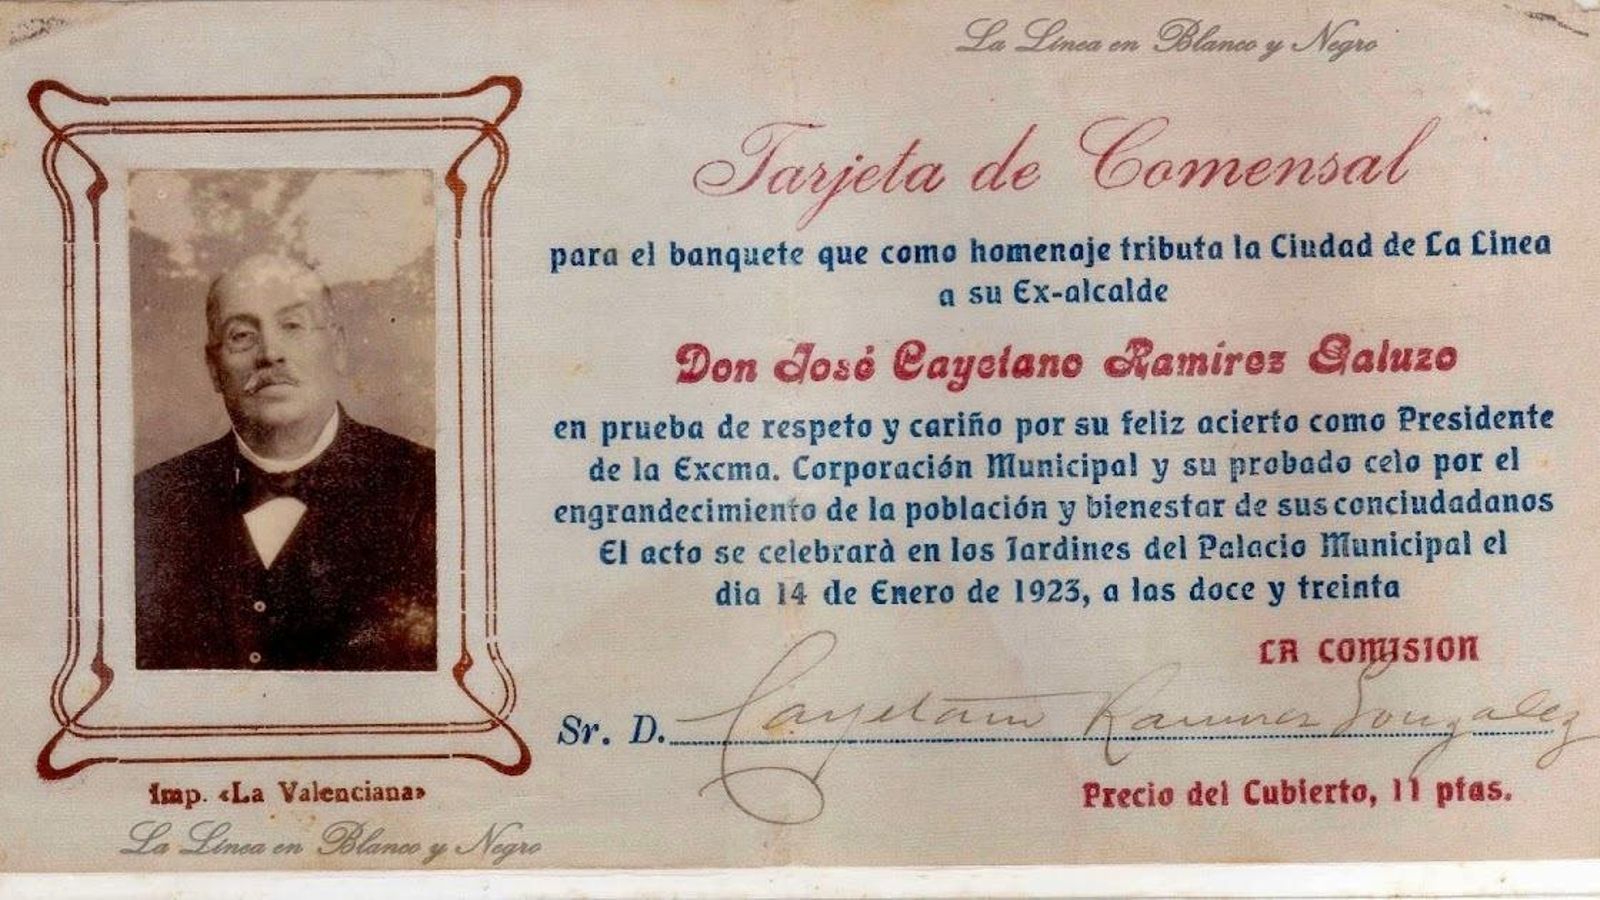 La Línea en Blanco y Negro
Tarjeta de Comensal
para el banquete que como homenaje tributa la Ciudad de La Linea
a su Ex-alcalde
Don José Cayetano Ramírez Galuzo
en prueba de respeto y cariño por su feliz acierto como Presidente
de la Excma. Corporación Municipal y su probado celo por el
engrandecimiento de la población y bienestar de sus conciudadanos
El acto se celebrarà en los Jardines del Palacio Municipal el
dia 14 de Enero de 1923, a las doce y treinta
LA COMISION
Sr. D. Cayetano Ramirez Gonzalez
Precio del Cubierto, 11 ptas.
Imp. «La Valenciana»
La Línea en Blanco y Negro